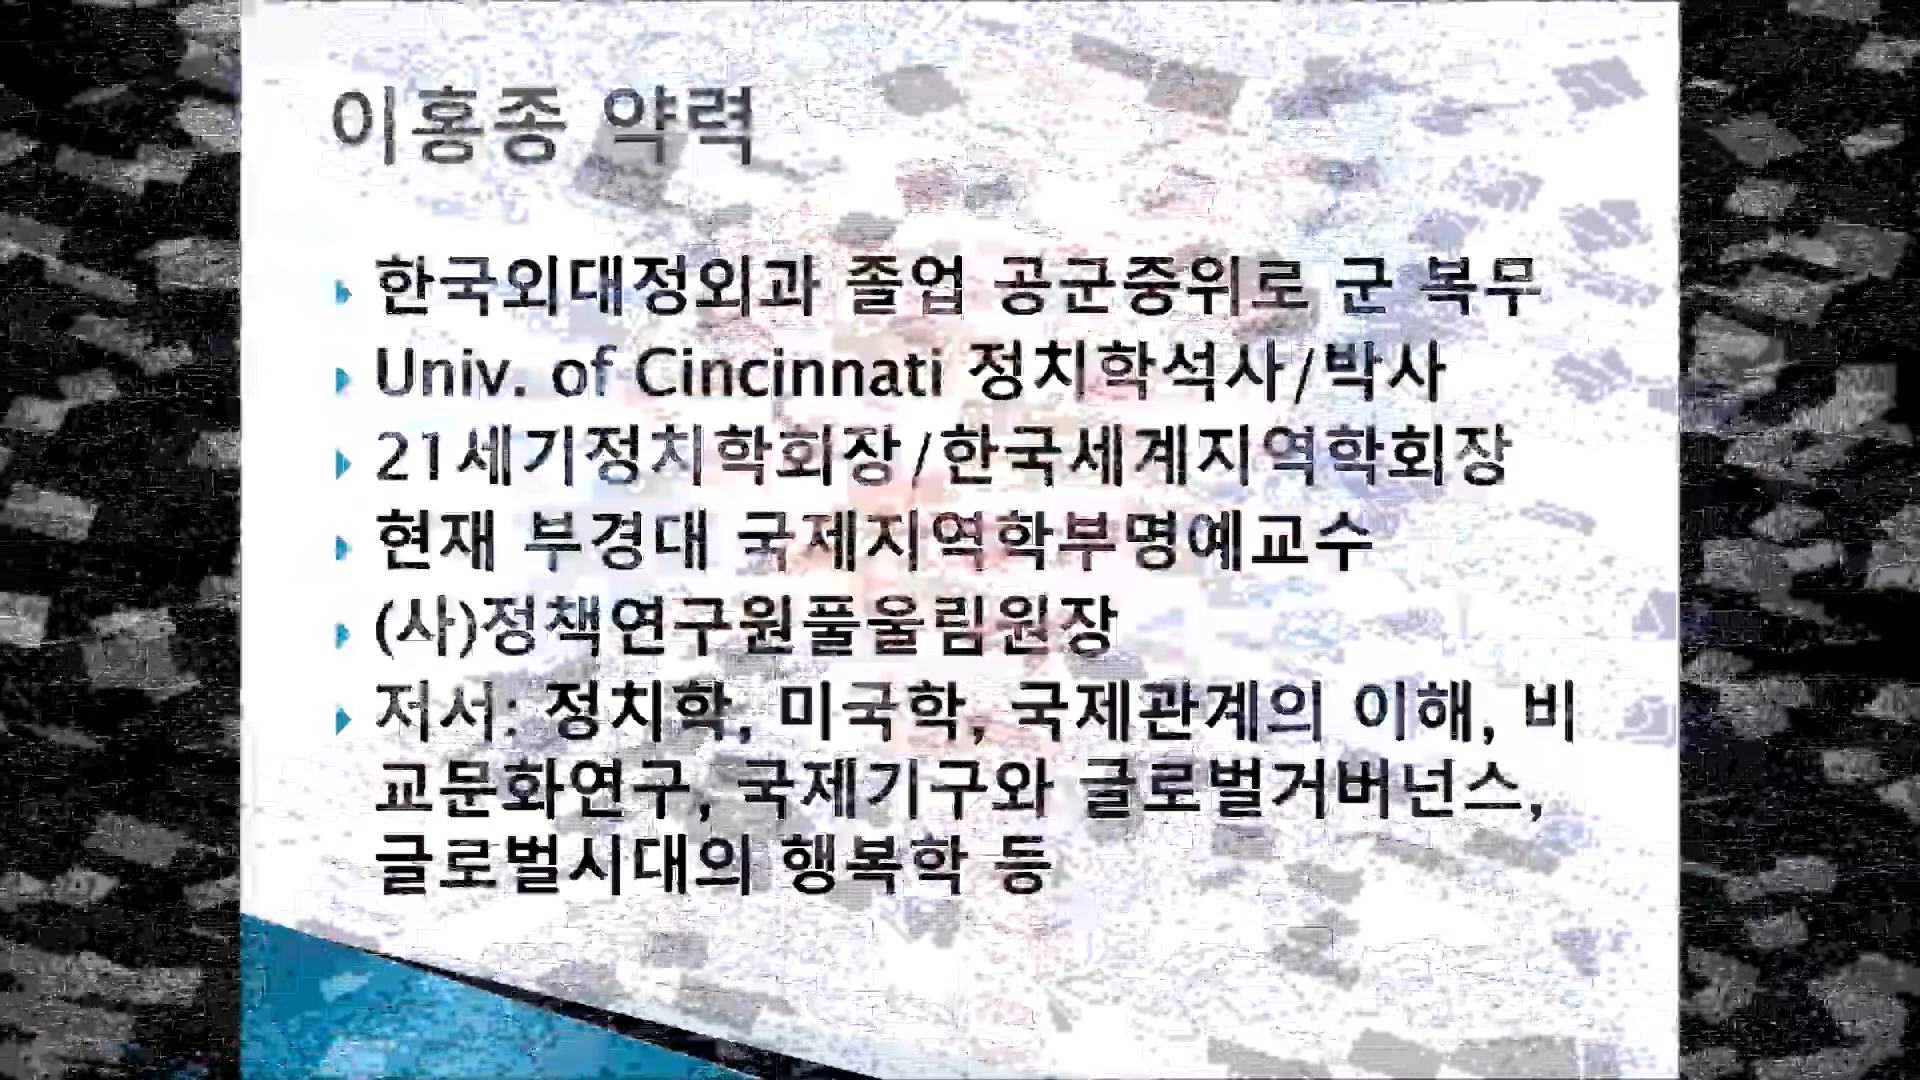 이홍종 약력
한국외대정외과 졸업 공군중위로 군 복무
Univ. of Cincinnati 정치학석사/박사
21세기정치학회장/한국세계지역학회장
현재 부경대 국제지역학부명예교수
(사)정책연구원풀울림원장
저서: 정치학, 미국학, 국제관계의 이해, 비
교문화연구, 국제기구와 글로벌거버넌스,
글로벌시대의 행복학 등